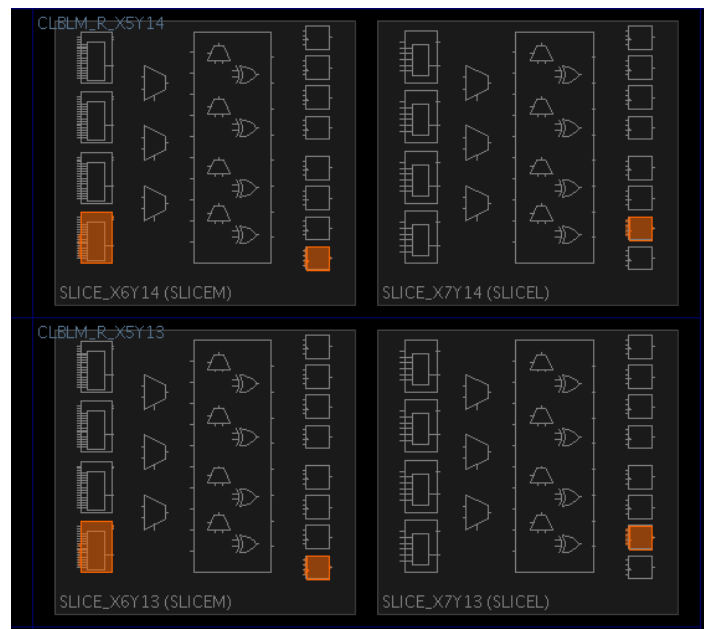 CLBLM_R_X5Y14
SLICE_X6Y14 (SLICEM)
SLICE_X7Y14 (SLICEL)
CLBLM_R_X5Y13
SLICE_X6Y13 (SLICEM)
SLICE_X7Y13 (SLICEL)